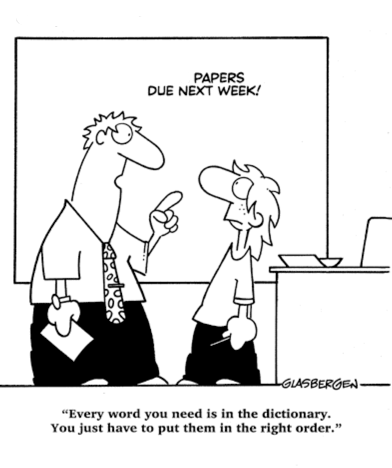 PAPERS
DUE NEXT WEEK!
GLASBERGEN
“Every word you need is in the dictionary.
You just have to put them in the right order.”